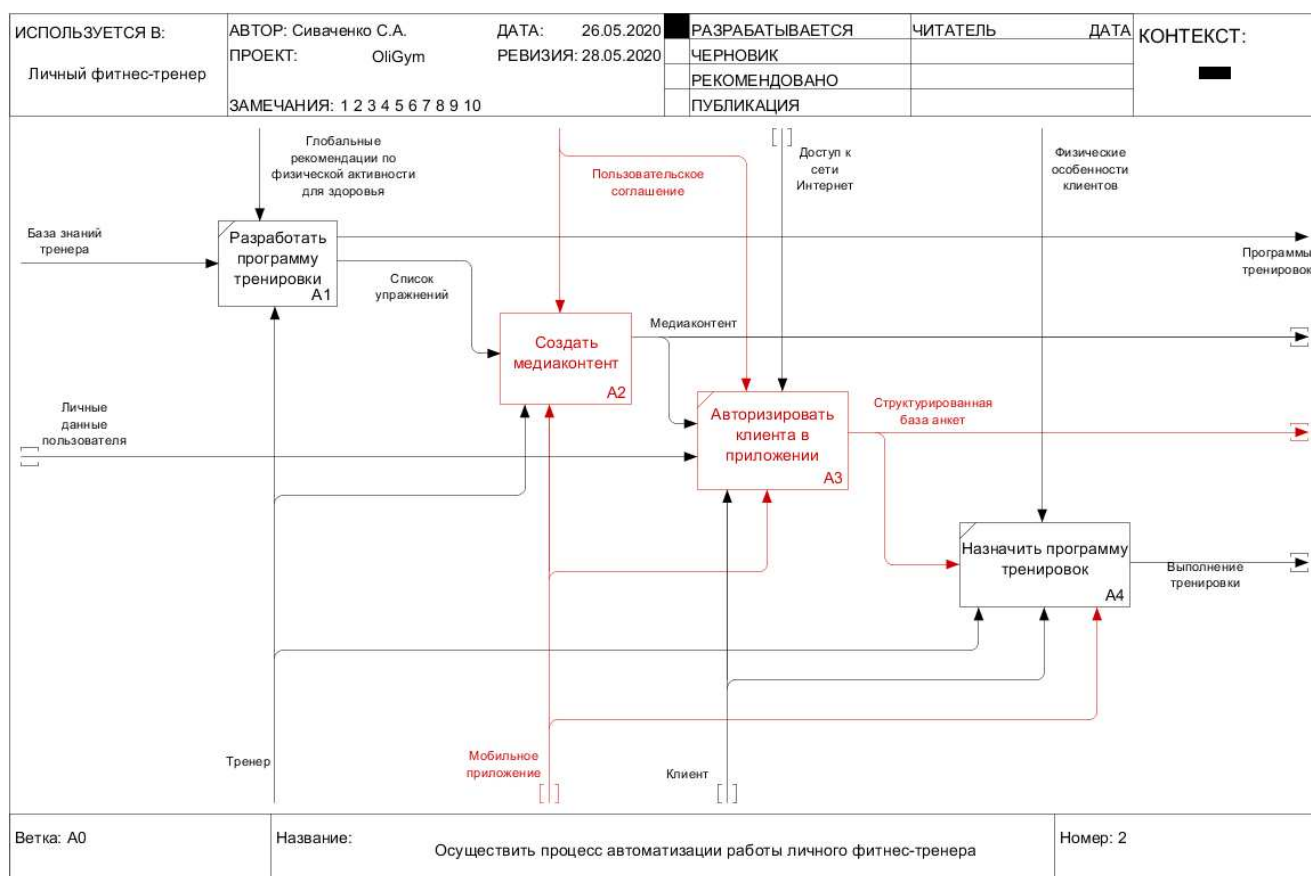 ИСПОЛЬЗУЕТСЯ В:
Личный фитнес-тренер
АВТОР: Сиваченко С.А.
ДАТА: 26.05.2020
ПРОЕКТ: OliGym
РЕВИЗИЯ: 28.05.2020
ЗАМЕЧАНИЯ: 1 2 3 4 5 6 7 8 9 10
РАЗРАБАТЫВАЕТСЯ
ЧЕРНОВИК
РЕКОМЕНДОВАНО
ПУБЛИКАЦИЯ
ЧИТАТЕЛЬ
ДАТА
КОНТЕКСТ:
Глобальные
рекомендации по
физической активности
для здоровья
Пользовательское
соглашение
Доступ к
сети
Интернет
Физические
особенности
клиентов
База знаний
тренера
Разработать
программу
тренировки
A1
Программы
тренировок
Список
упражнений
Создать
медиаконтент
A2
Медиаконтент
Личные
данные
пользователя
Авторизировать
клиента в
приложении
A3
Структурированная
база анкет
Назначить программу
тренировок
A4
Выполнение
тренировки
Тренер
Мобильное
приложение
Клиент
Ветка: A0
Название:
Осуществить процесс автоматизации работы личного фитнес-тренера
Номер: 2